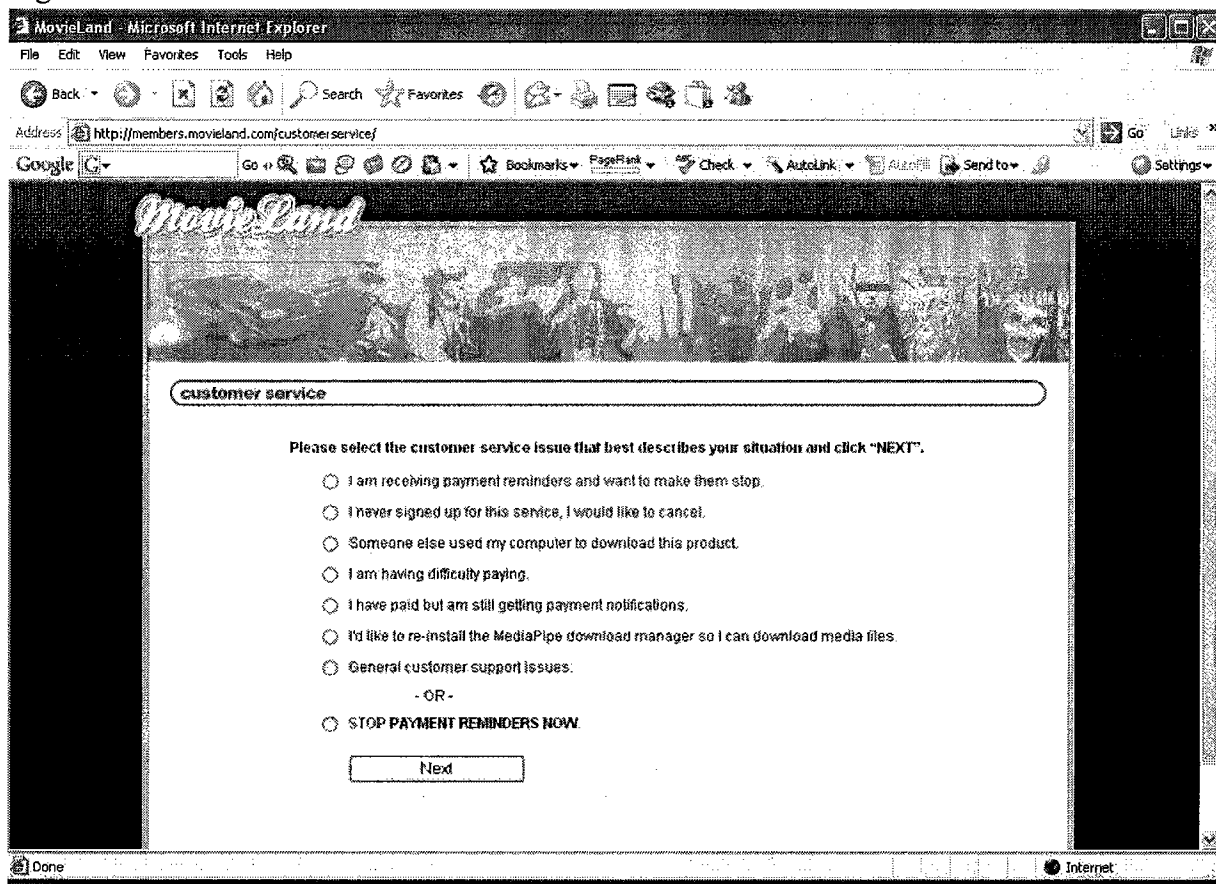 MovieLand - Microsoft Internet Explorer
File Edit View Favorites Tools Help
Back Search Favorites
Address http://members.movieland.com/customerservice/ Go Links »
Google G Go Bookmarks PageRank Check AutoLink AutoFill Send to Settings
MovieLand
customer service
Please select the customer service issue that best describes your situation and click "NEXT".
I am receiving payment reminders and want to make them stop.
I never signed up for this service, I would like to cancel.
Someone else used my computer to download this product.
I am having difficulty paying.
I have paid but am still getting payment notifications.
I'd like to re-install the MediaPipe download manager so I can download media files.
General customer support issues.
- OR -
STOP PAYMENT REMINDERS NOW.
Next
Done Internet